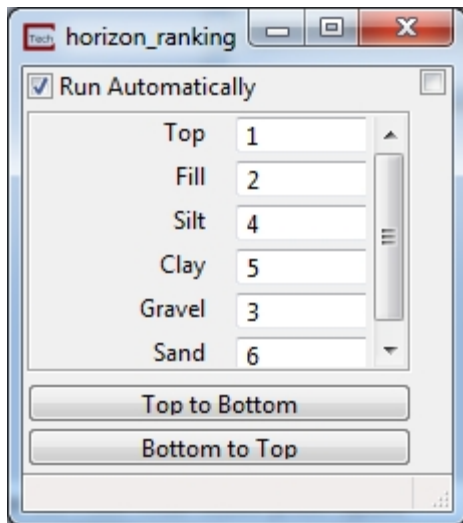 Tech horizon_ranking
Run Automatically
Top 1
Fill 2
Silt 4
Clay 5
Gravel 3
Sand 6
Top to Bottom
Bottom to Top